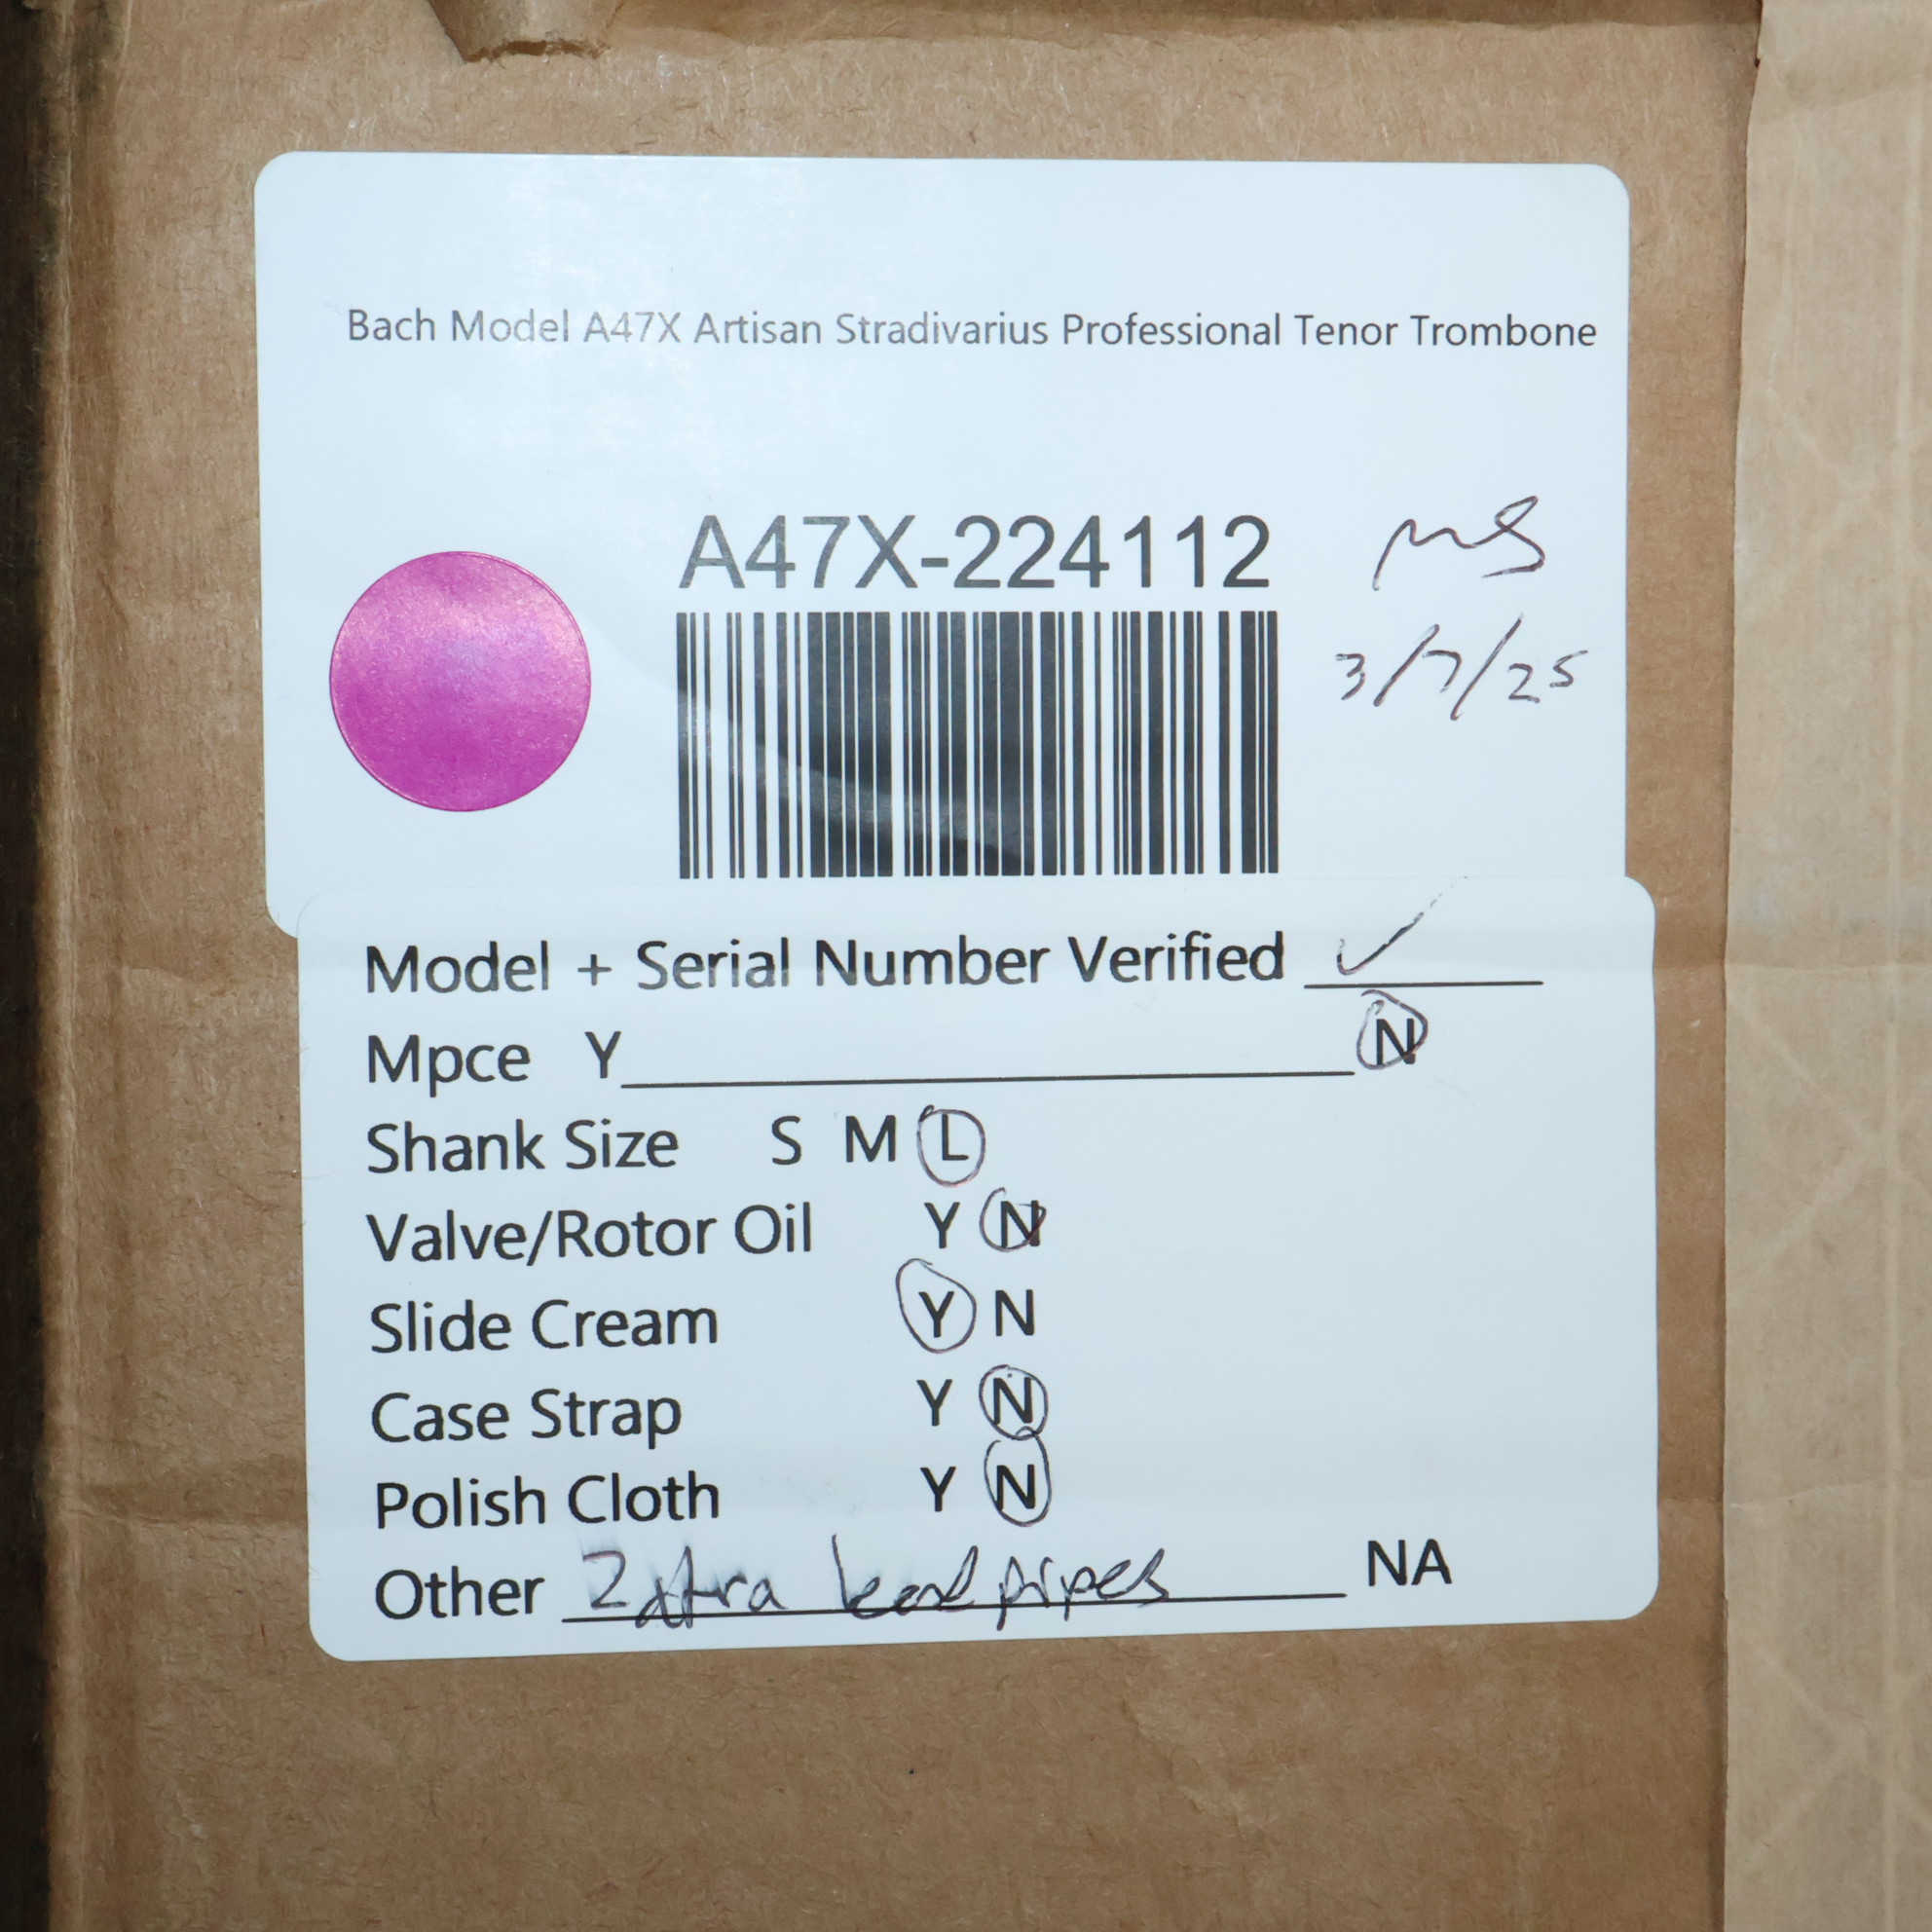 Bach Model A47X Artisan Stradivarius Professional Tenor Trombone
A47X-224112
MS
3/7/25
Model + Serial Number Verified ✓
Mpce Y N
Shank Size S M L
Valve/Rotor Oil Y N
Slide Cream Y N
Case Strap Y N
Polish Cloth Y N
Other 2 xtra lead pipes NA